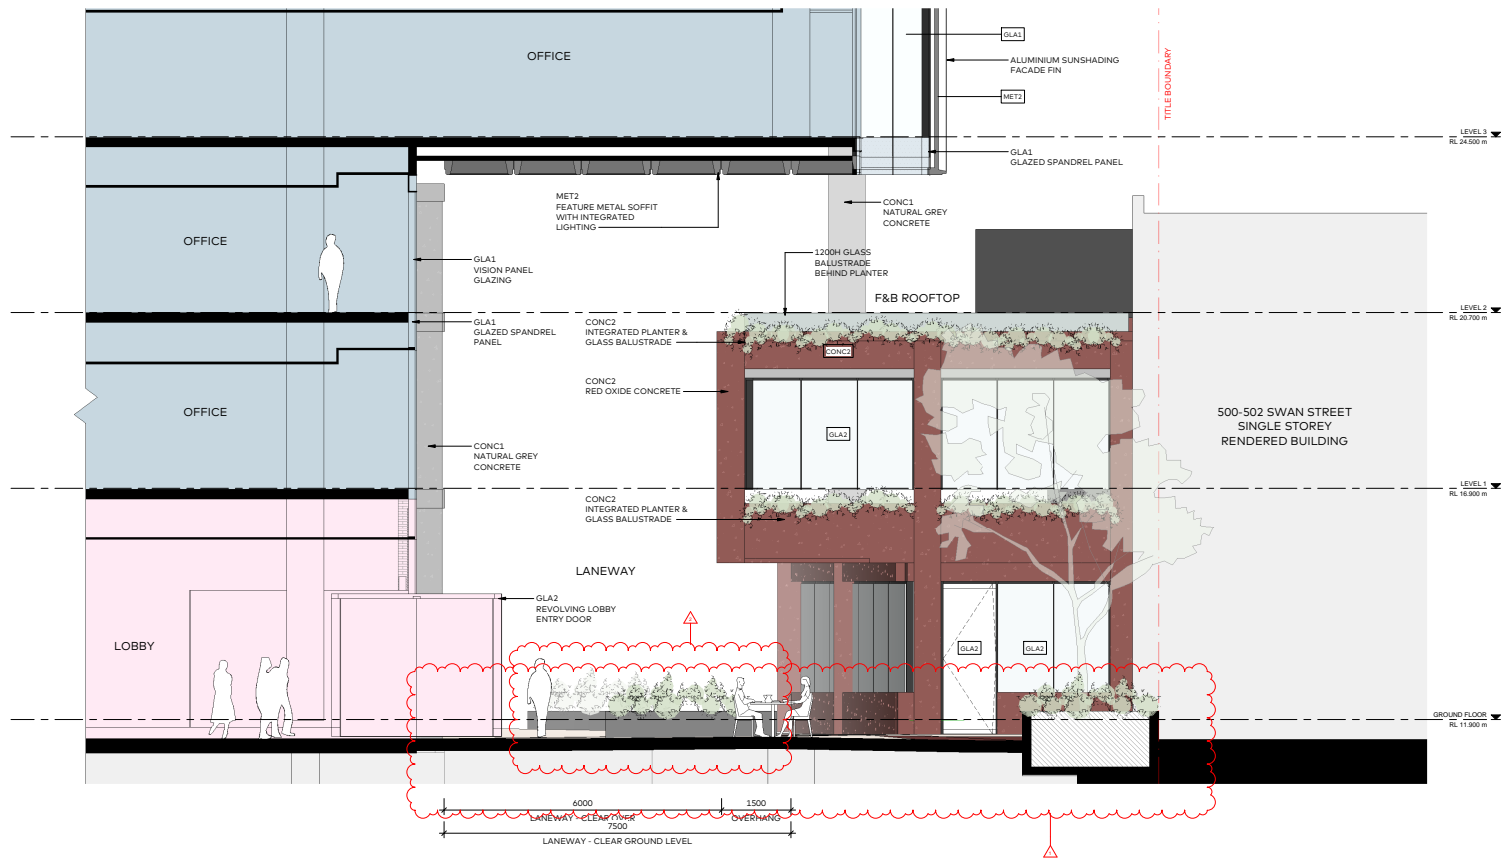 OFFICE
GLA1
ALUMINIUM SUNSHADING
FACADE FIN
MET2
TITLE BOUNDARY
LEVEL 3
RL 24.500 m
GLA1
GLAZED SPANDREL PANEL
MET2
FEATURE METAL SOFFIT
WITH INTEGRATED
LIGHTING
CONC1
NATURAL GREY
CONCRETE
OFFICE
GLA1
VISION PANEL
GLAZING
1200H GLASS
BALUSTRADE
BEHIND PLANTER
F&B ROOFTOP
LEVEL 2
RL 20.700 m
GLA1
GLAZED SPANDREL
PANEL
CONC2
INTEGRATED PLANTER &
GLASS BALUSTRADE
CONC2
CONC2
RED OXIDE CONCRETE
OFFICE
500-502 SWAN STREET
SINGLE STOREY
RENDERED BUILDING
GLA2
CONC1
NATURAL GREY
CONCRETE
LEVEL 1
RL 16.900 m
CONC2
INTEGRATED PLANTER &
GLASS BALUSTRADE
LANEWAY
GLA2
REVOLVING LOBBY
ENTRY DOOR
LOBBY
GLA2
GLA2
GROUND FLOOR
RL 11.900 m
6000
1500
LANEWAY - CLEAR OVER
OVERHANG
7500
LANEWAY - CLEAR GROUND LEVEL